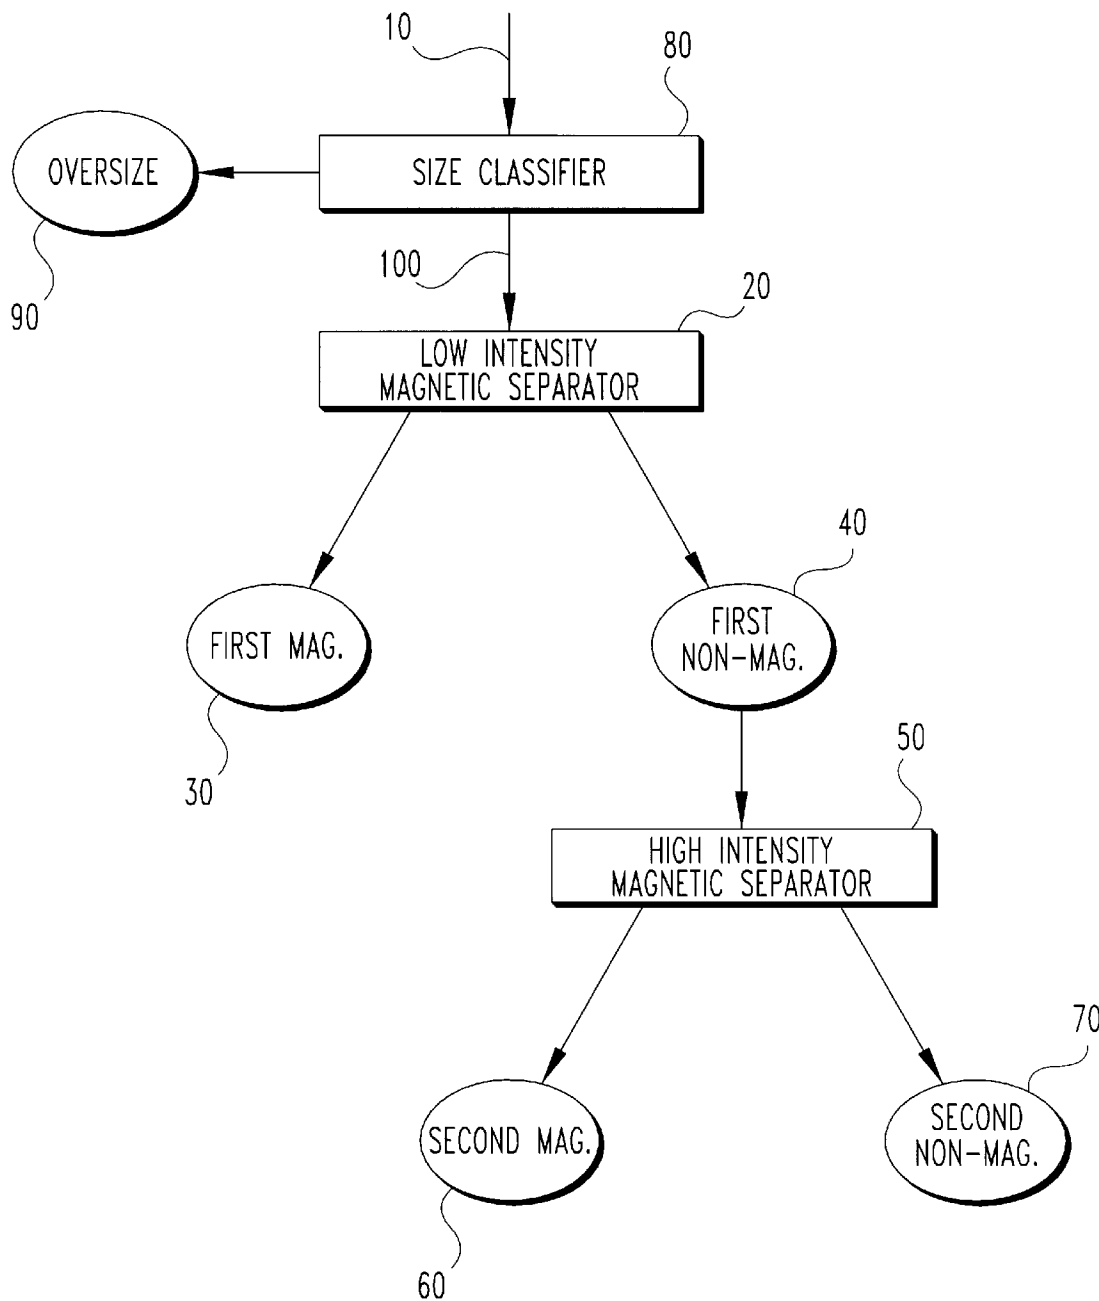 10
80
OVERSIZE
SIZE CLASSIFIER
90
100
20
LOW INTENSITY
MAGNETIC SEPARATOR
40
FIRST MAG.
FIRST
NON-MAG.
30
50
HIGH INTENSITY
MAGNETIC SEPARATOR
70
SECOND MAG.
SECOND
NON-MAG.
60